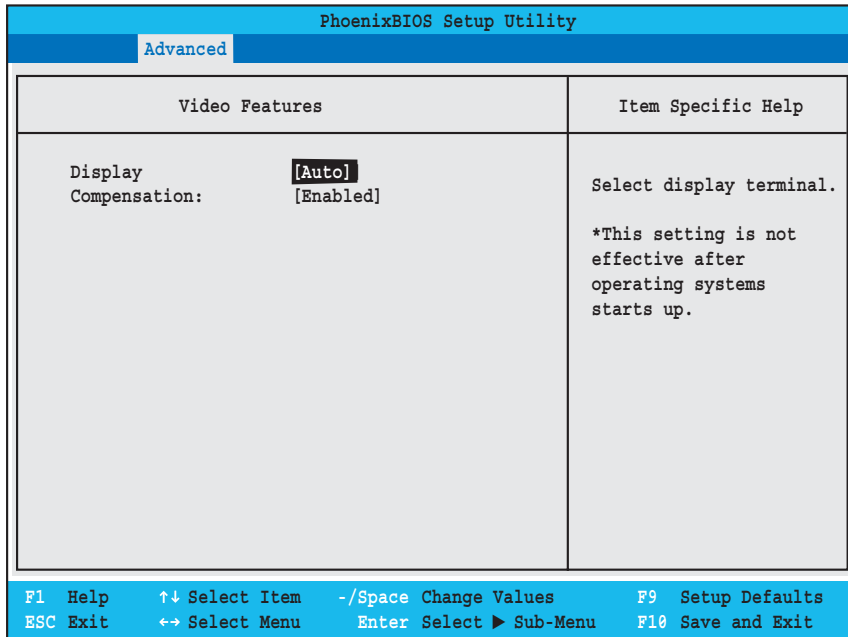 PhoenixBIOS Setup Utility
Advanced
Video Features
Item Specific Help
Display [Auto]
Compensation: [Enabled]
Select display terminal.
*This setting is not
effective after
operating systems
starts up.
F1 Help ↑↓ Select Item -/Space Change Values F9 Setup Defaults
ESC Exit ←→ Select Menu Enter Select ▶ Sub-Menu F10 Save and Exit